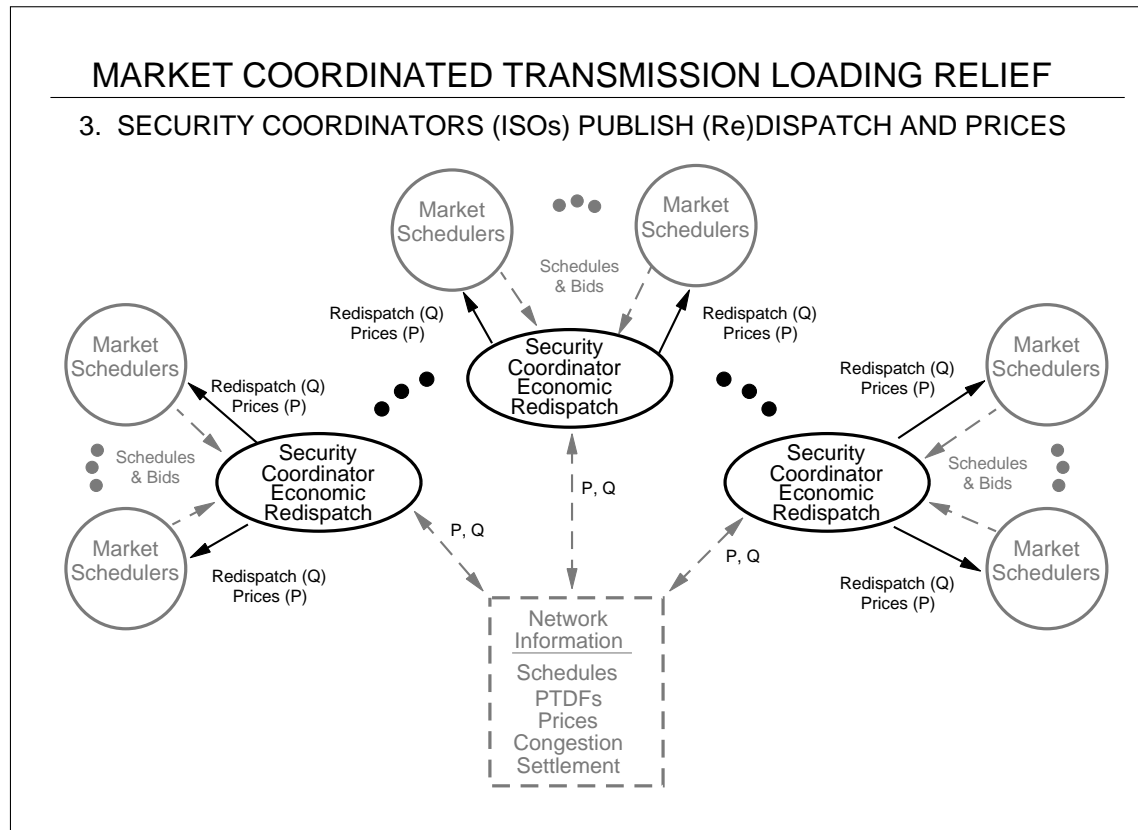 MARKET COORDINATED TRANSMISSION LOADING RELIEF
3. SECURITY COORDINATORS (ISOs) PUBLISH (Re)DISPATCH AND PRICES
Market
Schedulers
Market
Schedulers
Schedules
& Bids
Redispatch (Q)
Prices (P)
Redispatch (Q)
Prices (P)
Security
Coordinator
Economic
Redispatch
Market
Schedulers
Redispatch (Q)
Prices (P)
Schedules
& Bids
Security
Coordinator
Economic
Redispatch
Market
Schedulers
Redispatch (Q)
Prices (P)
Market
Schedulers
Redispatch (Q)
Prices (P)
Security
Coordinator
Economic
Redispatch
Schedules
& Bids
Market
Schedulers
Redispatch (Q)
Prices (P)
P, Q
P, Q
P, Q
Network
Information
Schedules
PTDFs
Prices
Congestion
Settlement